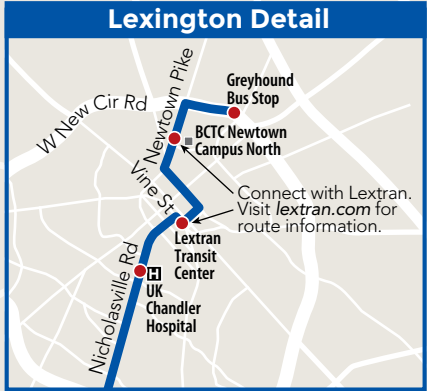 Lexington Detail
Newtown Pike
Greyhound
Bus Stop
W New Cir Rd
BCTC Newtown
Campus North
Vine St
Connect with Lextran.
Visit lextran.com for
route information.
Lextran
Transit
Center
Nicholasville Rd
H
UK
Chandler
Hospital